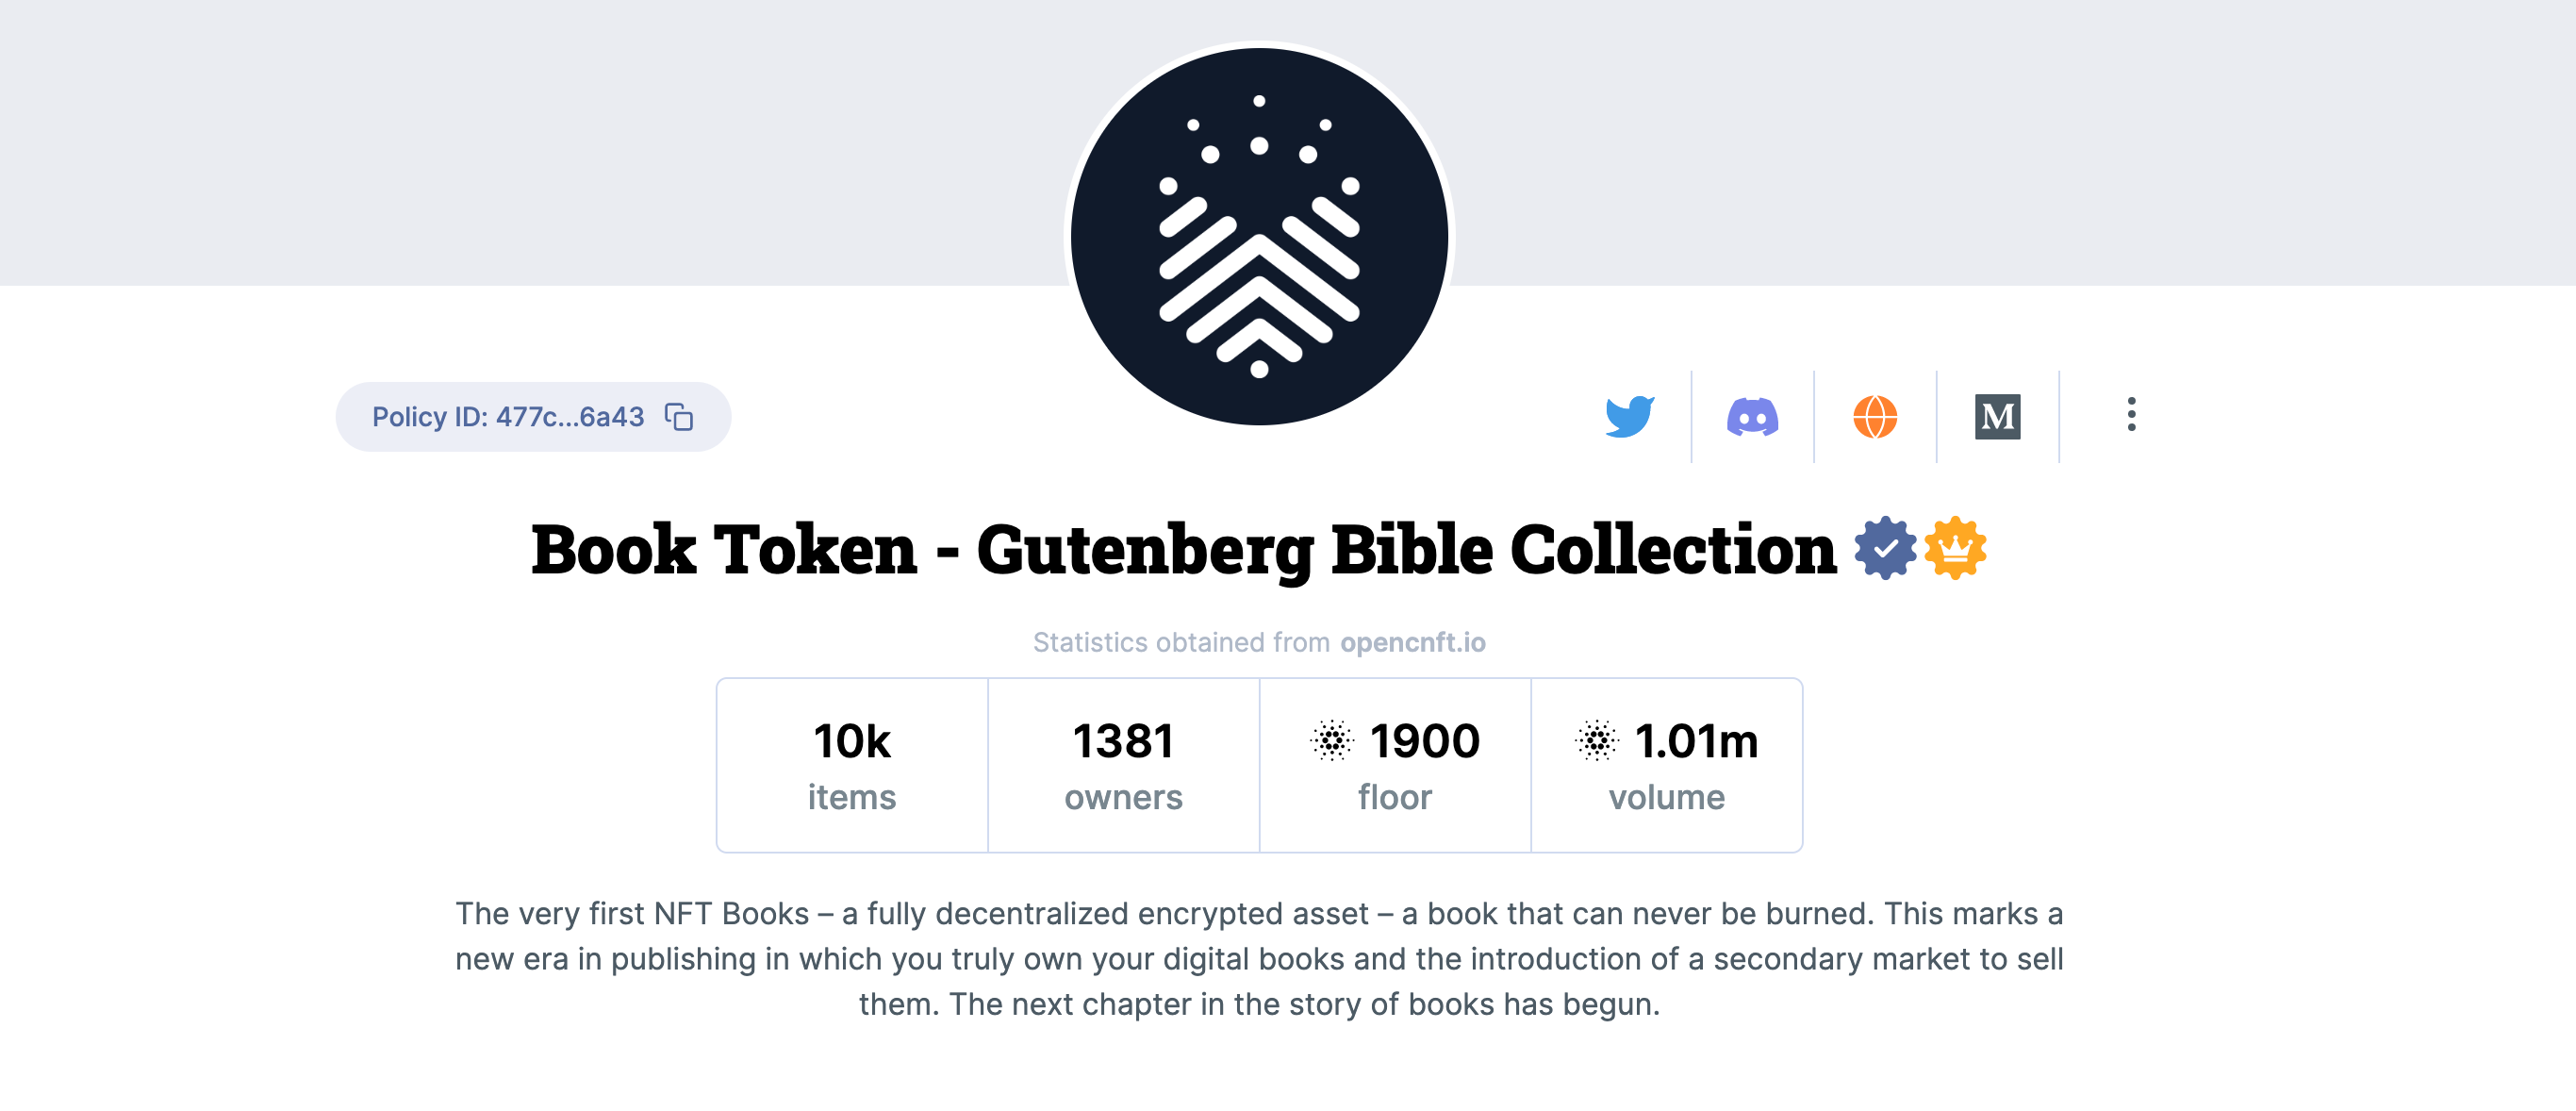 Policy ID: 477c...6a43
M
Book Token - Gutenberg Bible Collection
Statistics obtained from opencnft.io
10k
items
1381
owners
1900
floor
1.01m
volume
The very first NFT Books – a fully decentralized encrypted asset – a book that can never be burned. This marks a
new era in publishing in which you truly own your digital books and the introduction of a secondary market to sell
them. The next chapter in the story of books has begun.